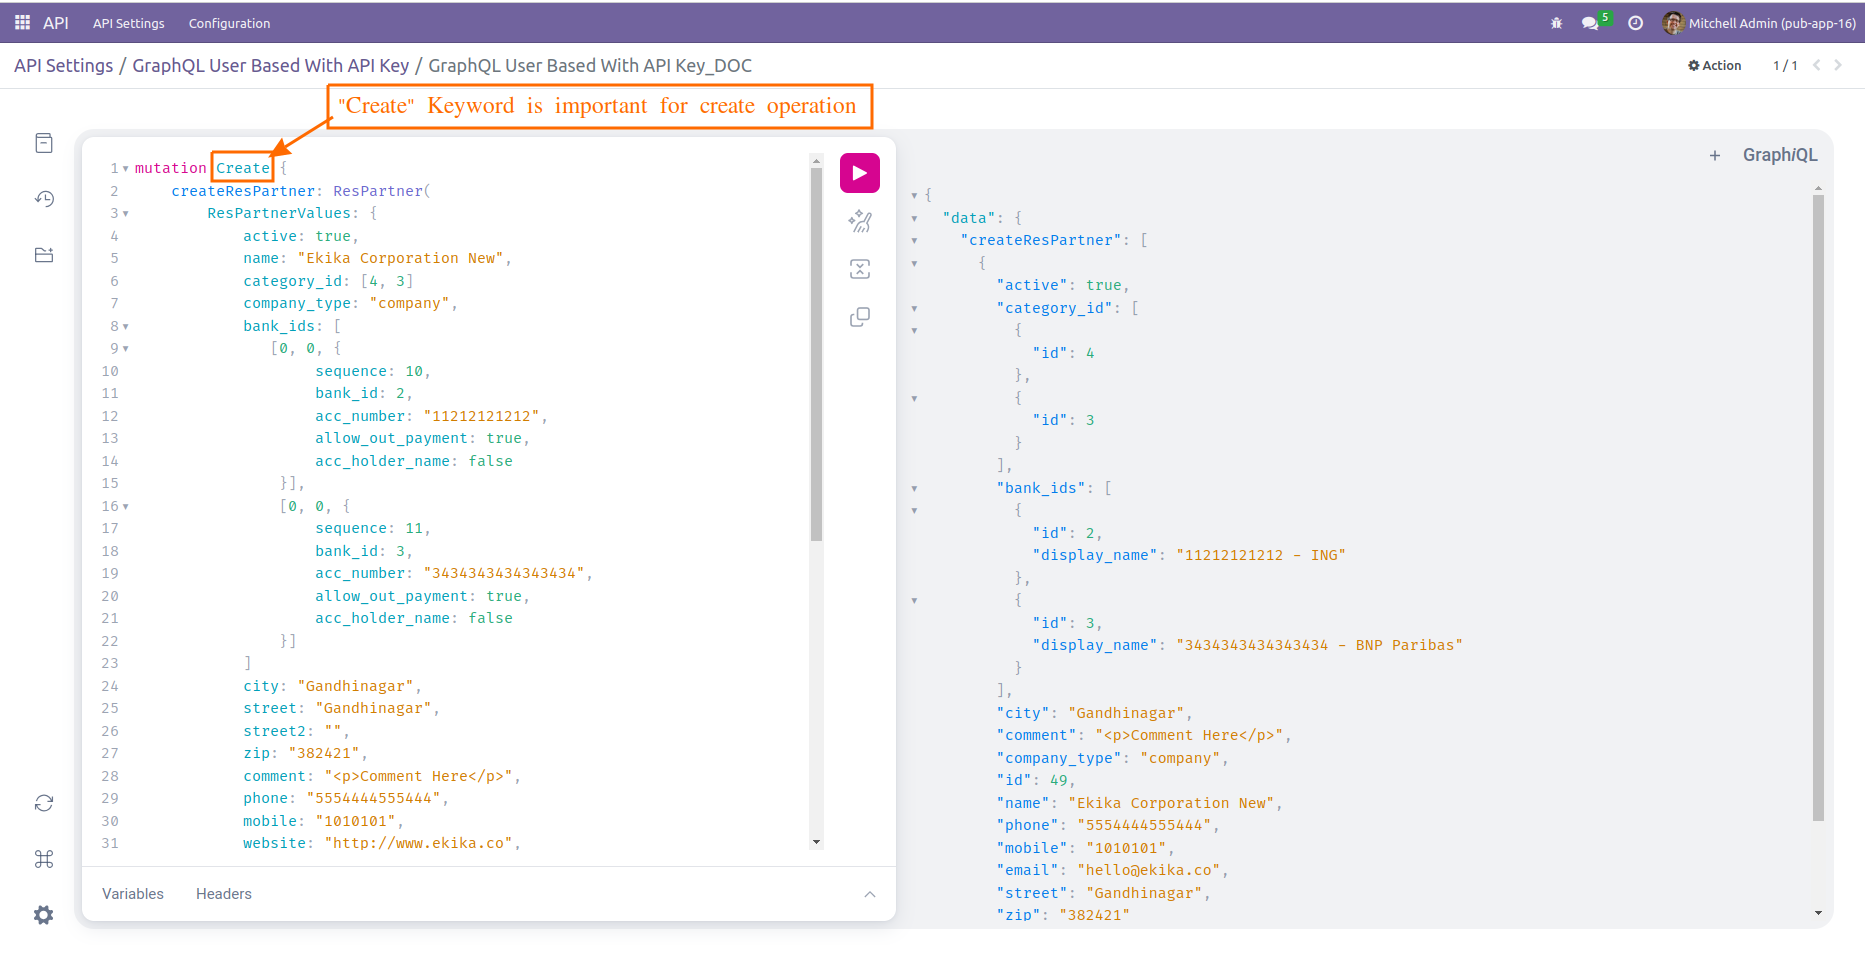 API API Settings Configuration 5 Mitchell Admin (pub-app-16)
API Settings / GraphQL User Based With API Key / GraphQL User Based With API Key_DOC Action 1 / 1
"Create" Keyword is important for create operation
1 mutation Create {
2 createResPartner: ResPartner(
3 ResPartnerValues: {
4 active: true,
5 name: "Ekika Corporation New",
6 category_id: [4, 3]
7 company_type: "company",
8 bank_ids: [
9 [0, 0, {
10 sequence: 10,
11 bank_id: 2,
12 acc_number: "11212121212",
13 allow_out_payment: true,
14 acc_holder_name: false
15 }],
16 [0, 0, {
17 sequence: 11,
18 bank_id: 3,
19 acc_number: "3434343434343434",
20 allow_out_payment: true,
21 acc_holder_name: false
22 }]
23 ]
24 city: "Gandhinagar",
25 street: "Gandhinagar",
26 street2: "",
27 zip: "382421",
28 comment: "<p>Comment Here</p>",
29 phone: "5554444555444",
30 mobile: "1010101",
31 website: "http://www.ekika.co",
Variables Headers
+ GraphiQL
{
"data": {
"createResPartner": [
{
"active": true,
"category_id": [
{
"id": 4
},
{
"id": 3
}
],
"bank_ids": [
{
"id": 2,
"display_name": "11212121212 - ING"
},
{
"id": 3,
"display_name": "3434343434343434 - BNP Paribas"
}
],
"city": "Gandhinagar",
"comment": "<p>Comment Here</p>",
"company_type": "company",
"id": 49,
"name": "Ekika Corporation New",
"phone": "5554444555444",
"mobile": "1010101",
"email": "hello@ekika.co",
"street": "Gandhinagar",
"zip": "382421"